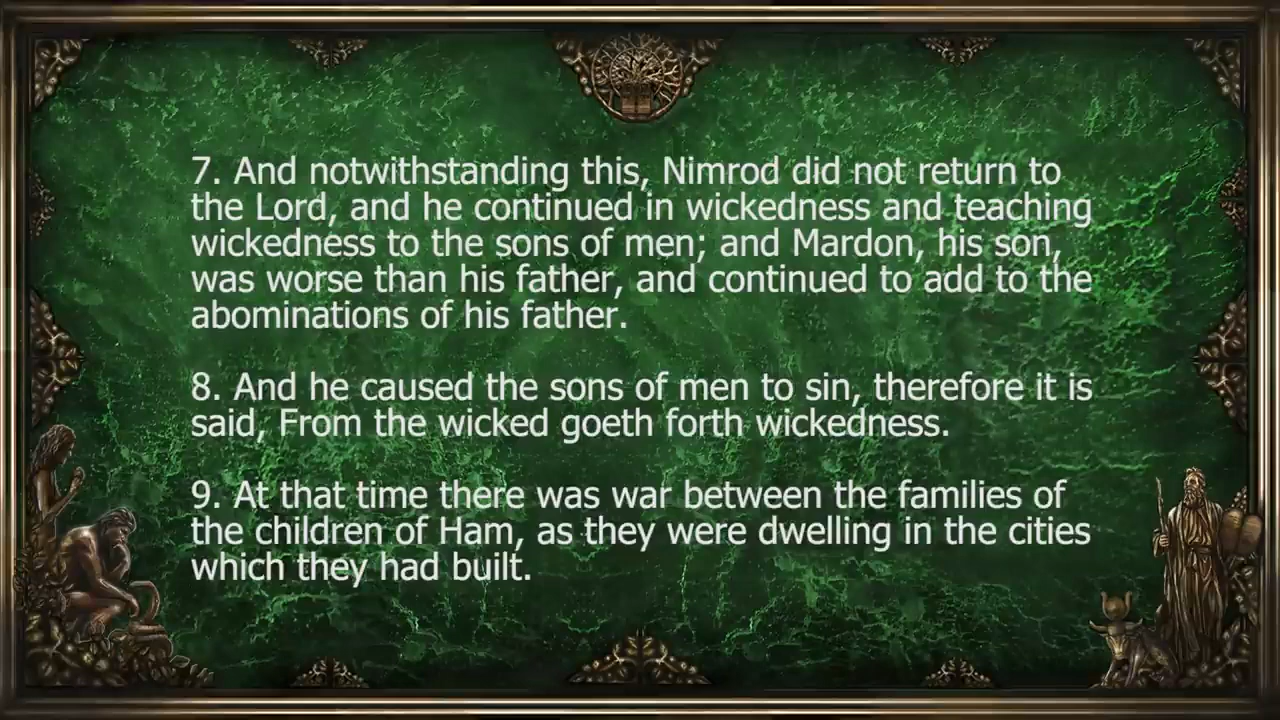 7. And notwithstanding this, Nimrod did not return to
the Lord, and he continued in wickedness and teaching
wickedness to the sons of men; and Mardon, his son,
was worse than his father, and continued to add to the
abominations of his father.
8. And he caused the sons of men to sin, therefore it is
said, From the wicked goeth forth wickedness.
9. At that time there was war between the families of
the children of Ham, as they were dwelling in the cities
which they had built.